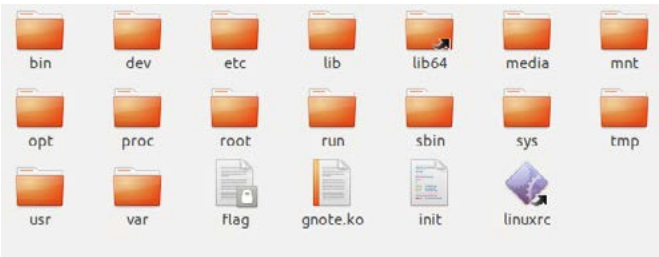 bin dev etc lib lib64 media mnt
opt proc root run sbin sys tmp
usr var flag gnote.ko init linuxrc